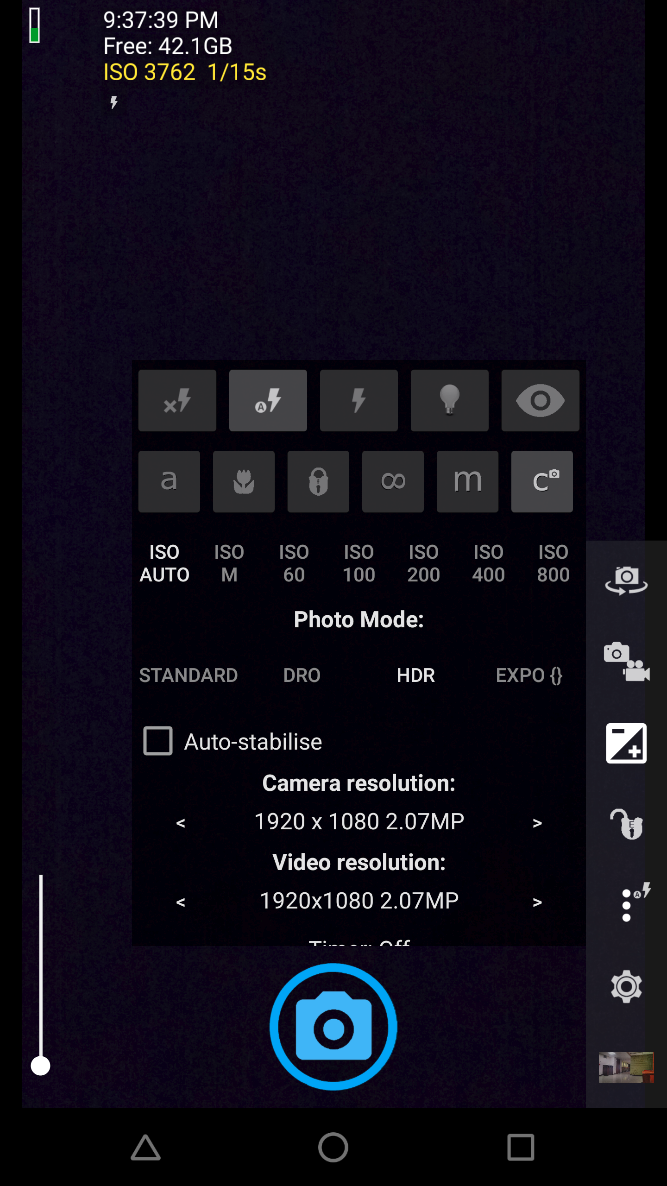 9:37:39 PM
Free: 42.1GB
ISO 3762 1/15s
A
a ∞ m C
ISO AUTO
ISO M
ISO 60
ISO 100
ISO 200
ISO 400
ISO 800
Photo Mode:
STANDARD DRO HDR EXPO {}
Auto-stabilise
Camera resolution:
< 1920 x 1080 2.07MP >
Video resolution:
< 1920x1080 2.07MP >
Timer: Off